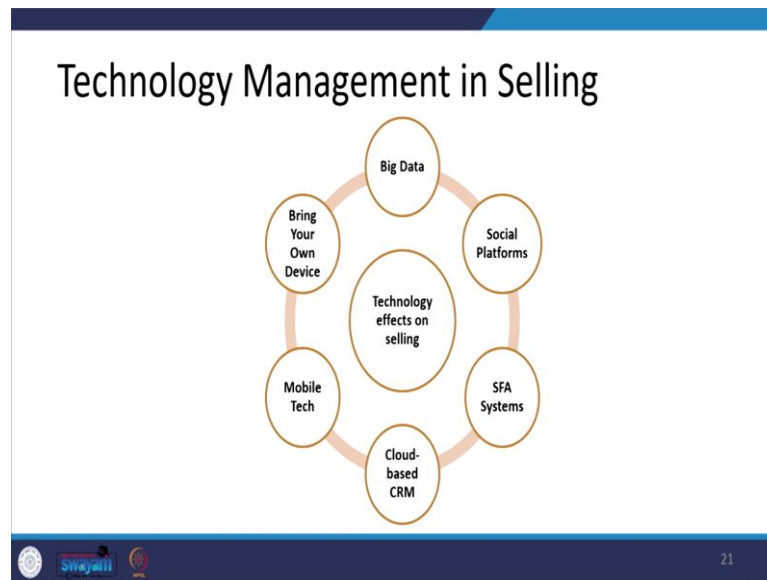 Technology Management in Selling
Big Data
Social
Platforms
SFA
Systems
Cloud-
based
CRM
Mobile
Tech
Bring
Your
Own
Device
Technology
effects on
selling
swayam
21